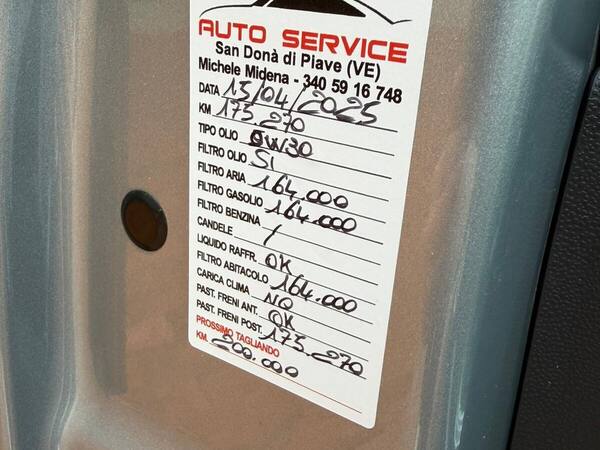 AUTO SERVICE
San Donà di Piave (VE)
Michele Midena - 340 59 16 748
DATA 15/04/2025
KM 175.270
TIPO OLIO 0W30
FILTRO OLIO SI
FILTRO ARIA 164.000
FILTRO GASOLIO 164.000
FILTRO BENZINA /
CANDELE
LIQUIDO RAFFR. OK
FILTRO ABITACOLO 164.000
CARICA CLIMA NO
PAST. FRENI ANT. OK
PAST. FRENI POST. 175.270
PROSSIMO TAGLIANDO
KM. 200.000